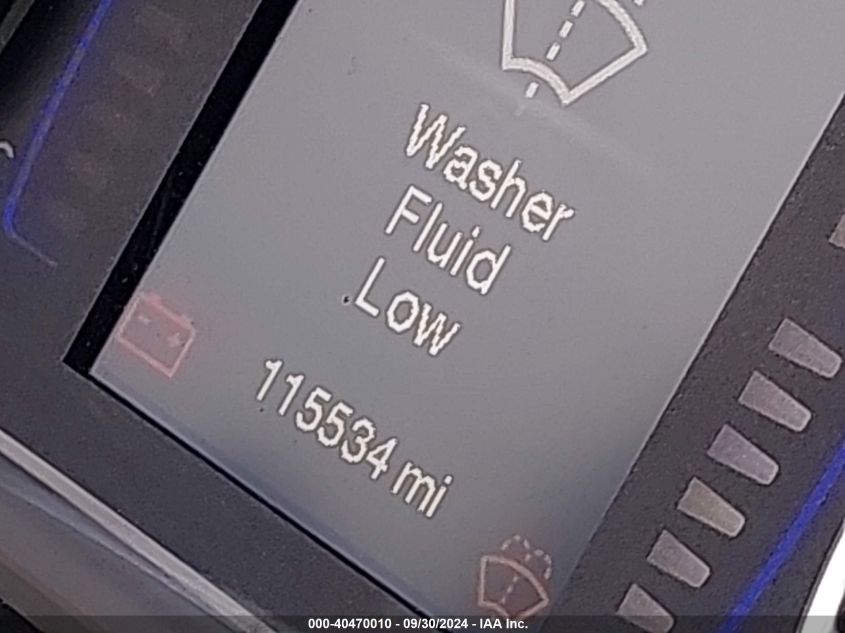 Washer
Fluid
Low
115534 mi
000-40470010 - 09/30/2024 - IAA Inc.